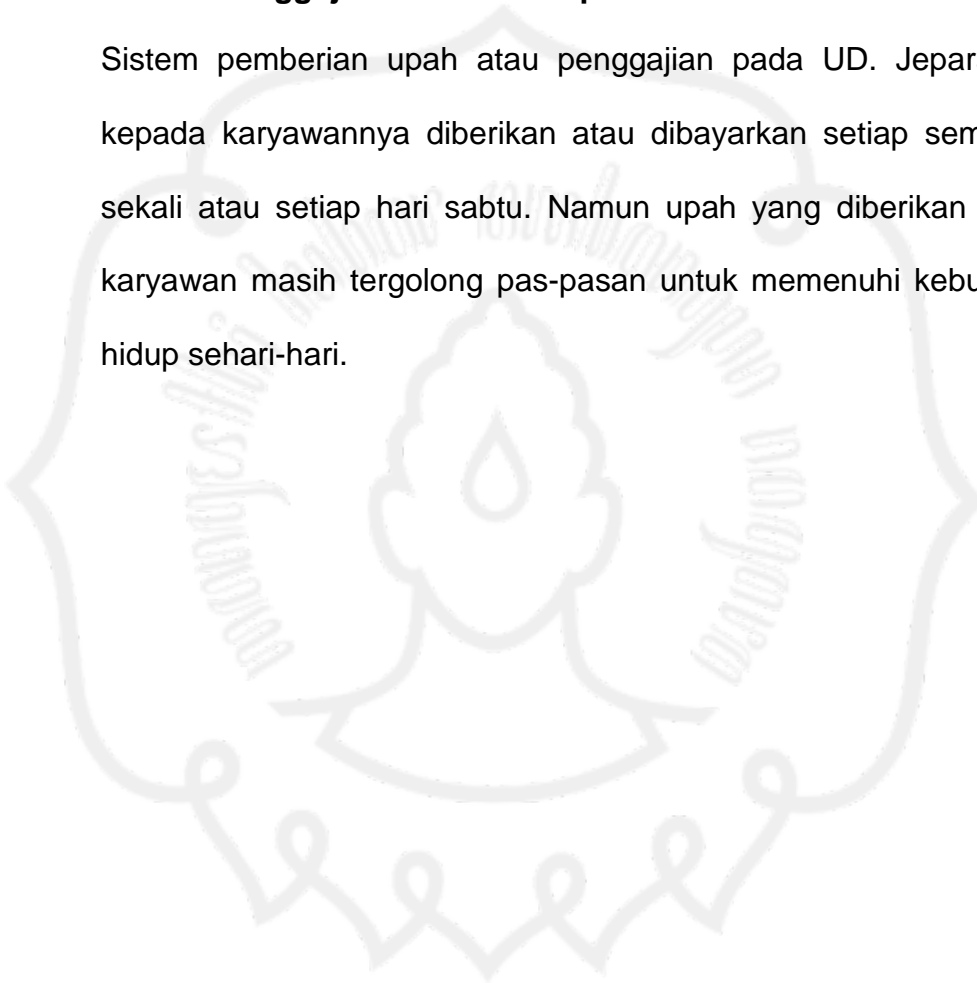 Sistem pemberian upah atau penggajian pada UD. Jepar
kepada karyawannya diberikan atau dibayarkan setiap sem
sekali atau setiap hari sabtu. Namun upah yang diberikan
karyawan masih tergolong pas-pasan untuk memenuhi kebu
hidup sehari-hari.